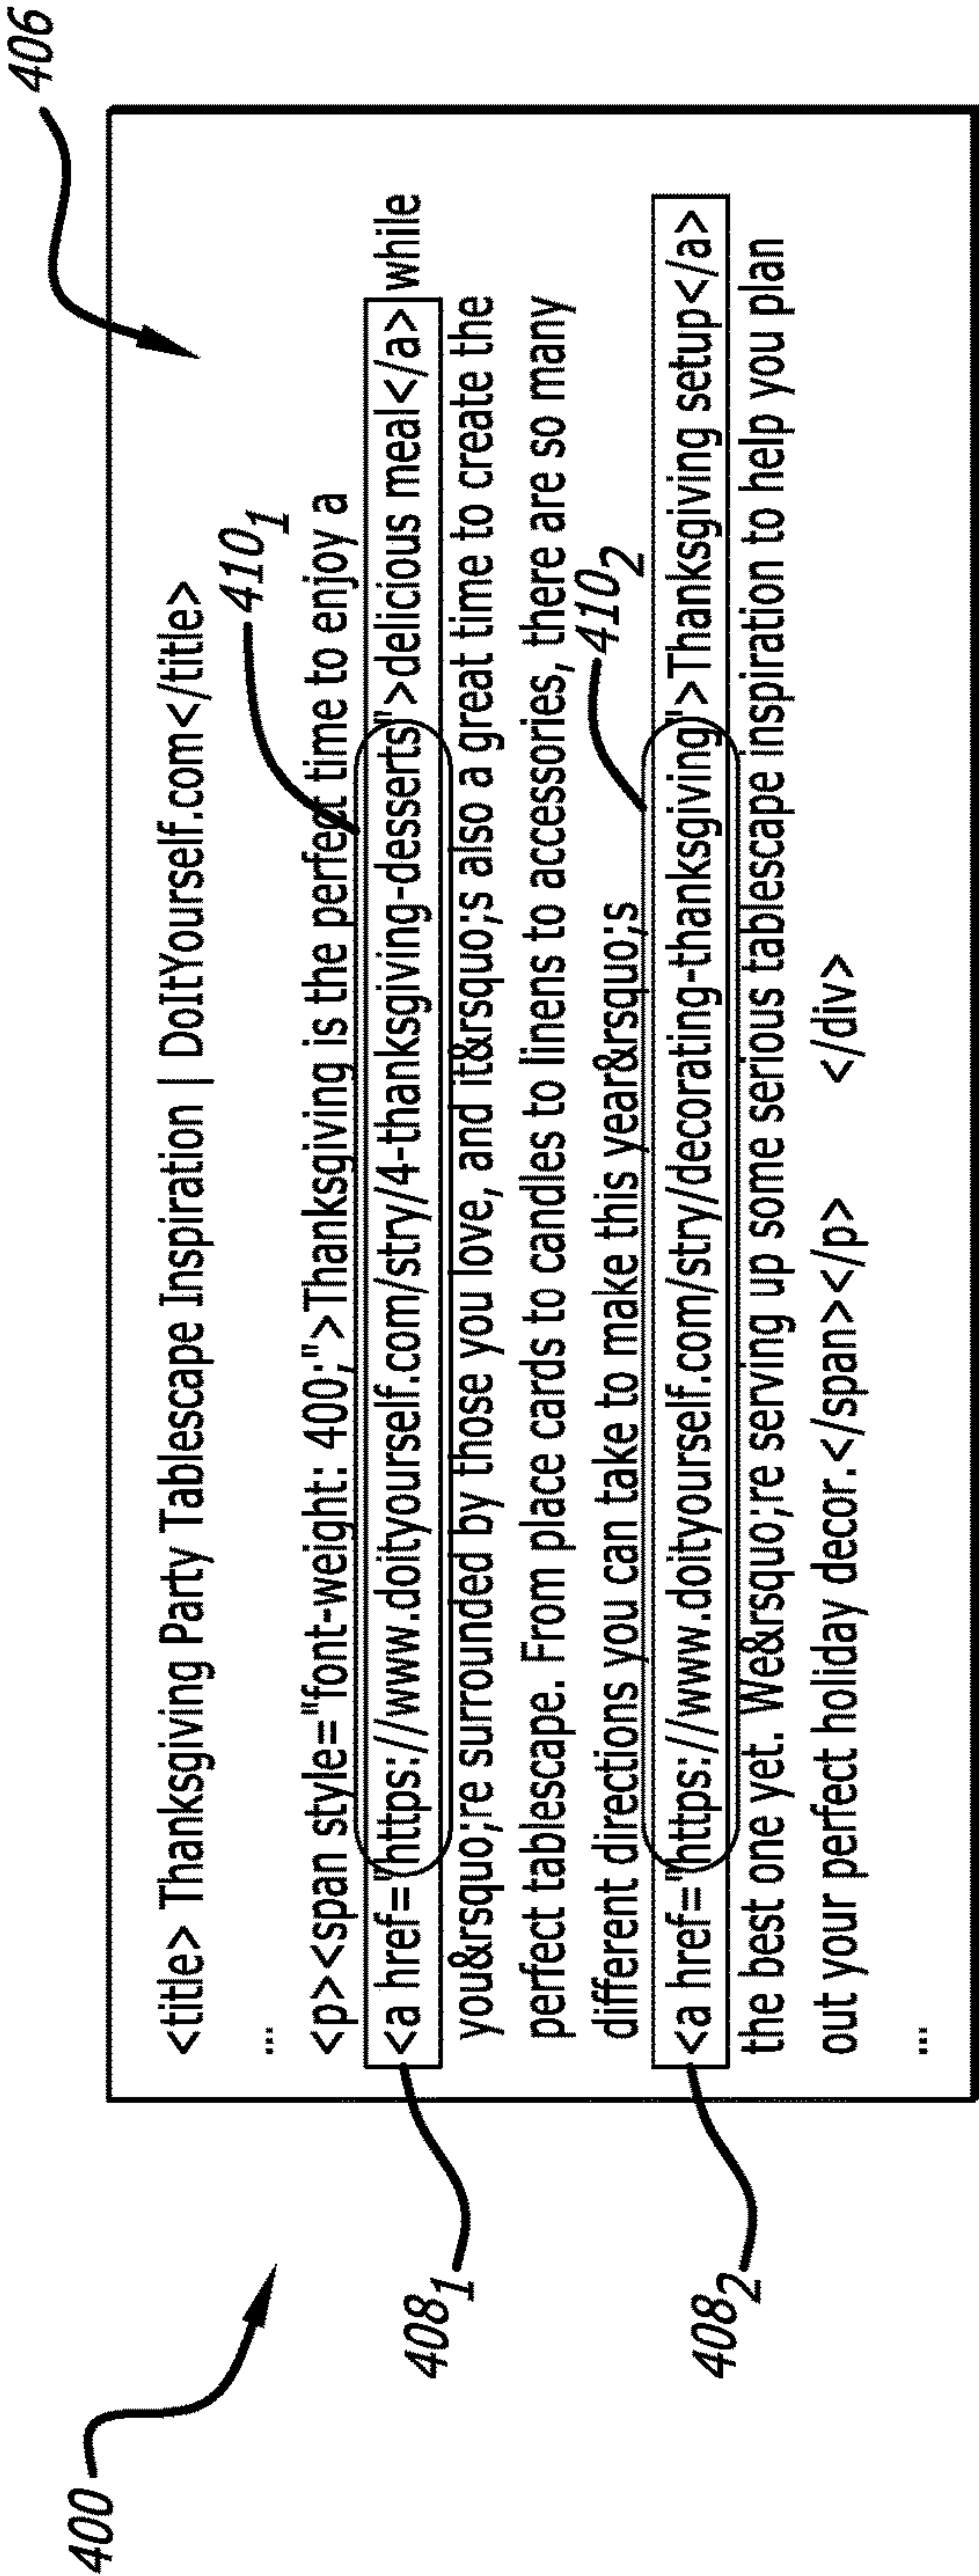 406
<title> Thanksgiving Party Tablescape Inspiration | DoItYourself.com</title>
...
410₁
<p><span style="font-weight: 400;">Thanksgiving is the perfect time to enjoy a
<a href="https://www.doityourself.com/stry/4-thanksgiving-desserts">delicious meal</a> while
you&rsquo;re surrounded by those you love, and it&rsquo;s also a great time to create the
perfect tablescape. From place cards to candles to linens to accessories, there are so many
different directions you can take to make this year&rsquo;s
410₂
<a href="https://www.doityourself.com/stry/decorating-thanksgiving">Thanksgiving setup</a>
the best one yet. We&rsquo;re serving up some serious tablescape inspiration to help you plan
out your perfect holiday decor.</span></p> </div>
...
400
408₁
408₂